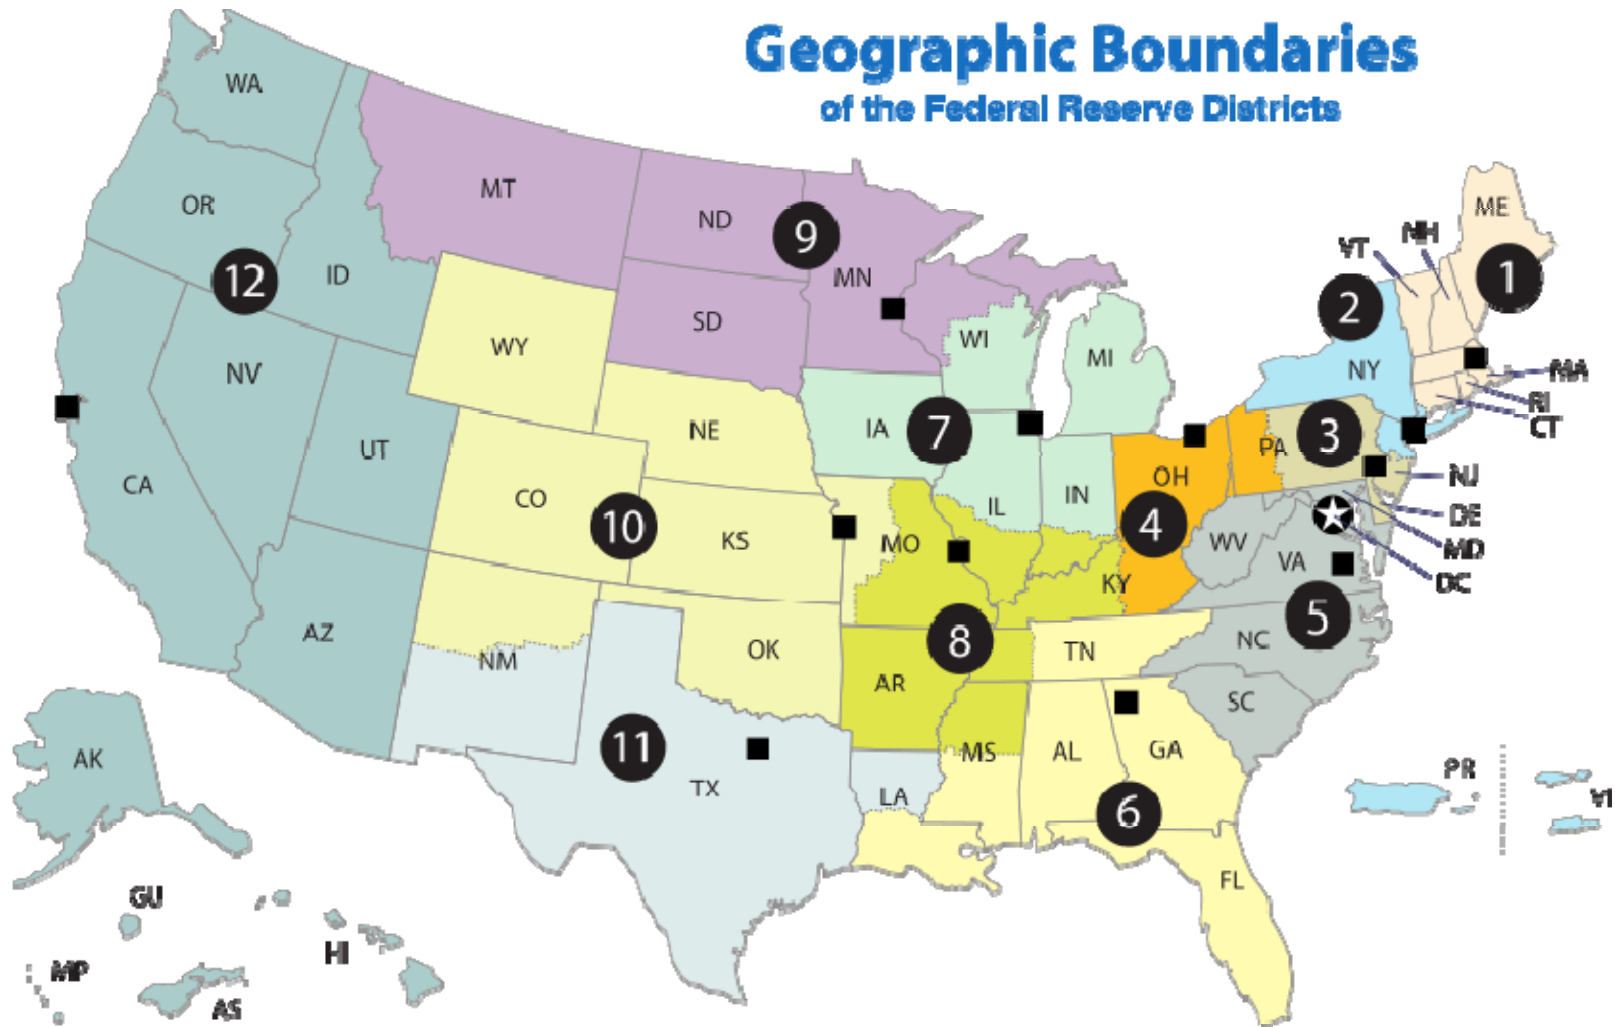 Geographic Boundaries
of the Federal Reserve Districts
WA
OR
12
ID
MT
ND
9
MN
SD
WY
NV
UT
CA
AZ
NE
CO
10
KS
NM
OK
11
TX
WI
MI
IA
7
IL
IN
MO
8
AR
LA
MS
AL
GA
6
FL
TN
KY
4
OH
PA
3
2
NY
VT
NH
ME
1
MA
RI
CT
NJ
DE
MD
DC
WV
VA
5
NC
SC
PR
VI
AK
GU
HI
MP
AS